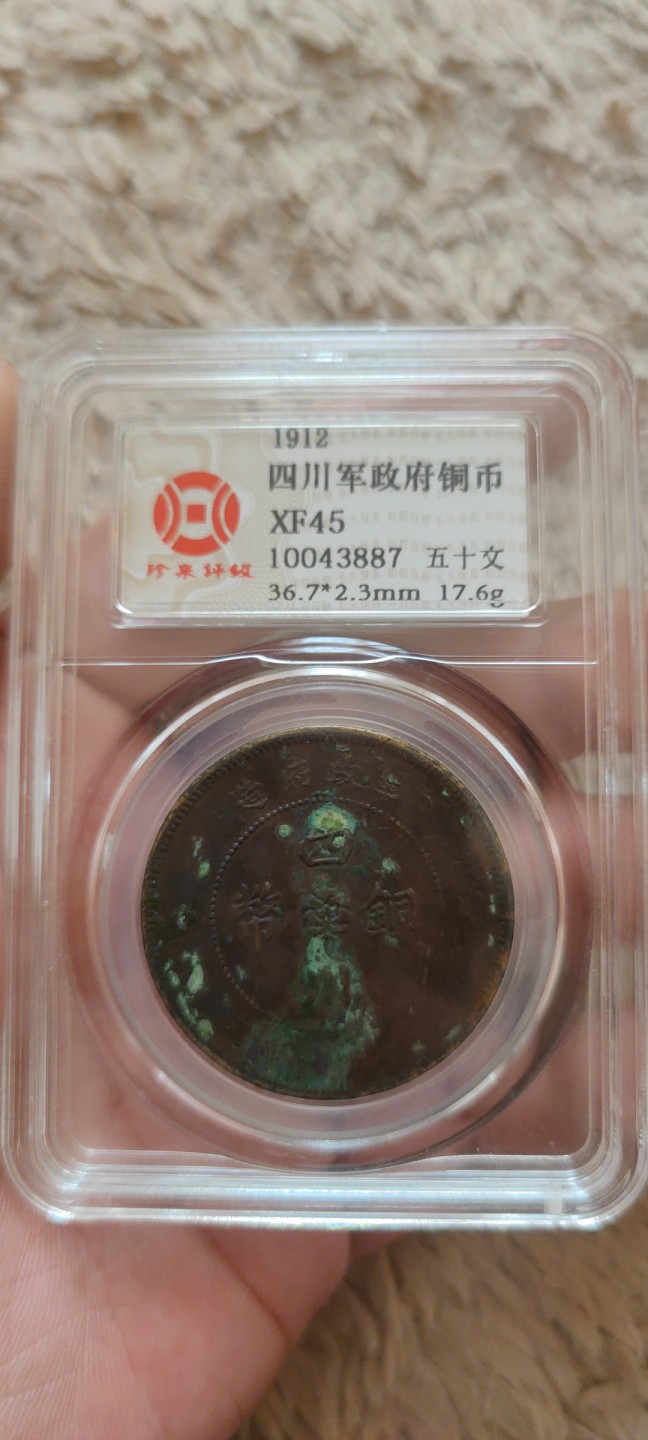 1912
四川军政府铜币
XF45
10043887 五十文
36.7*2.3mm 17.6g
珍泉评级
造府政
四
幣 銅
川